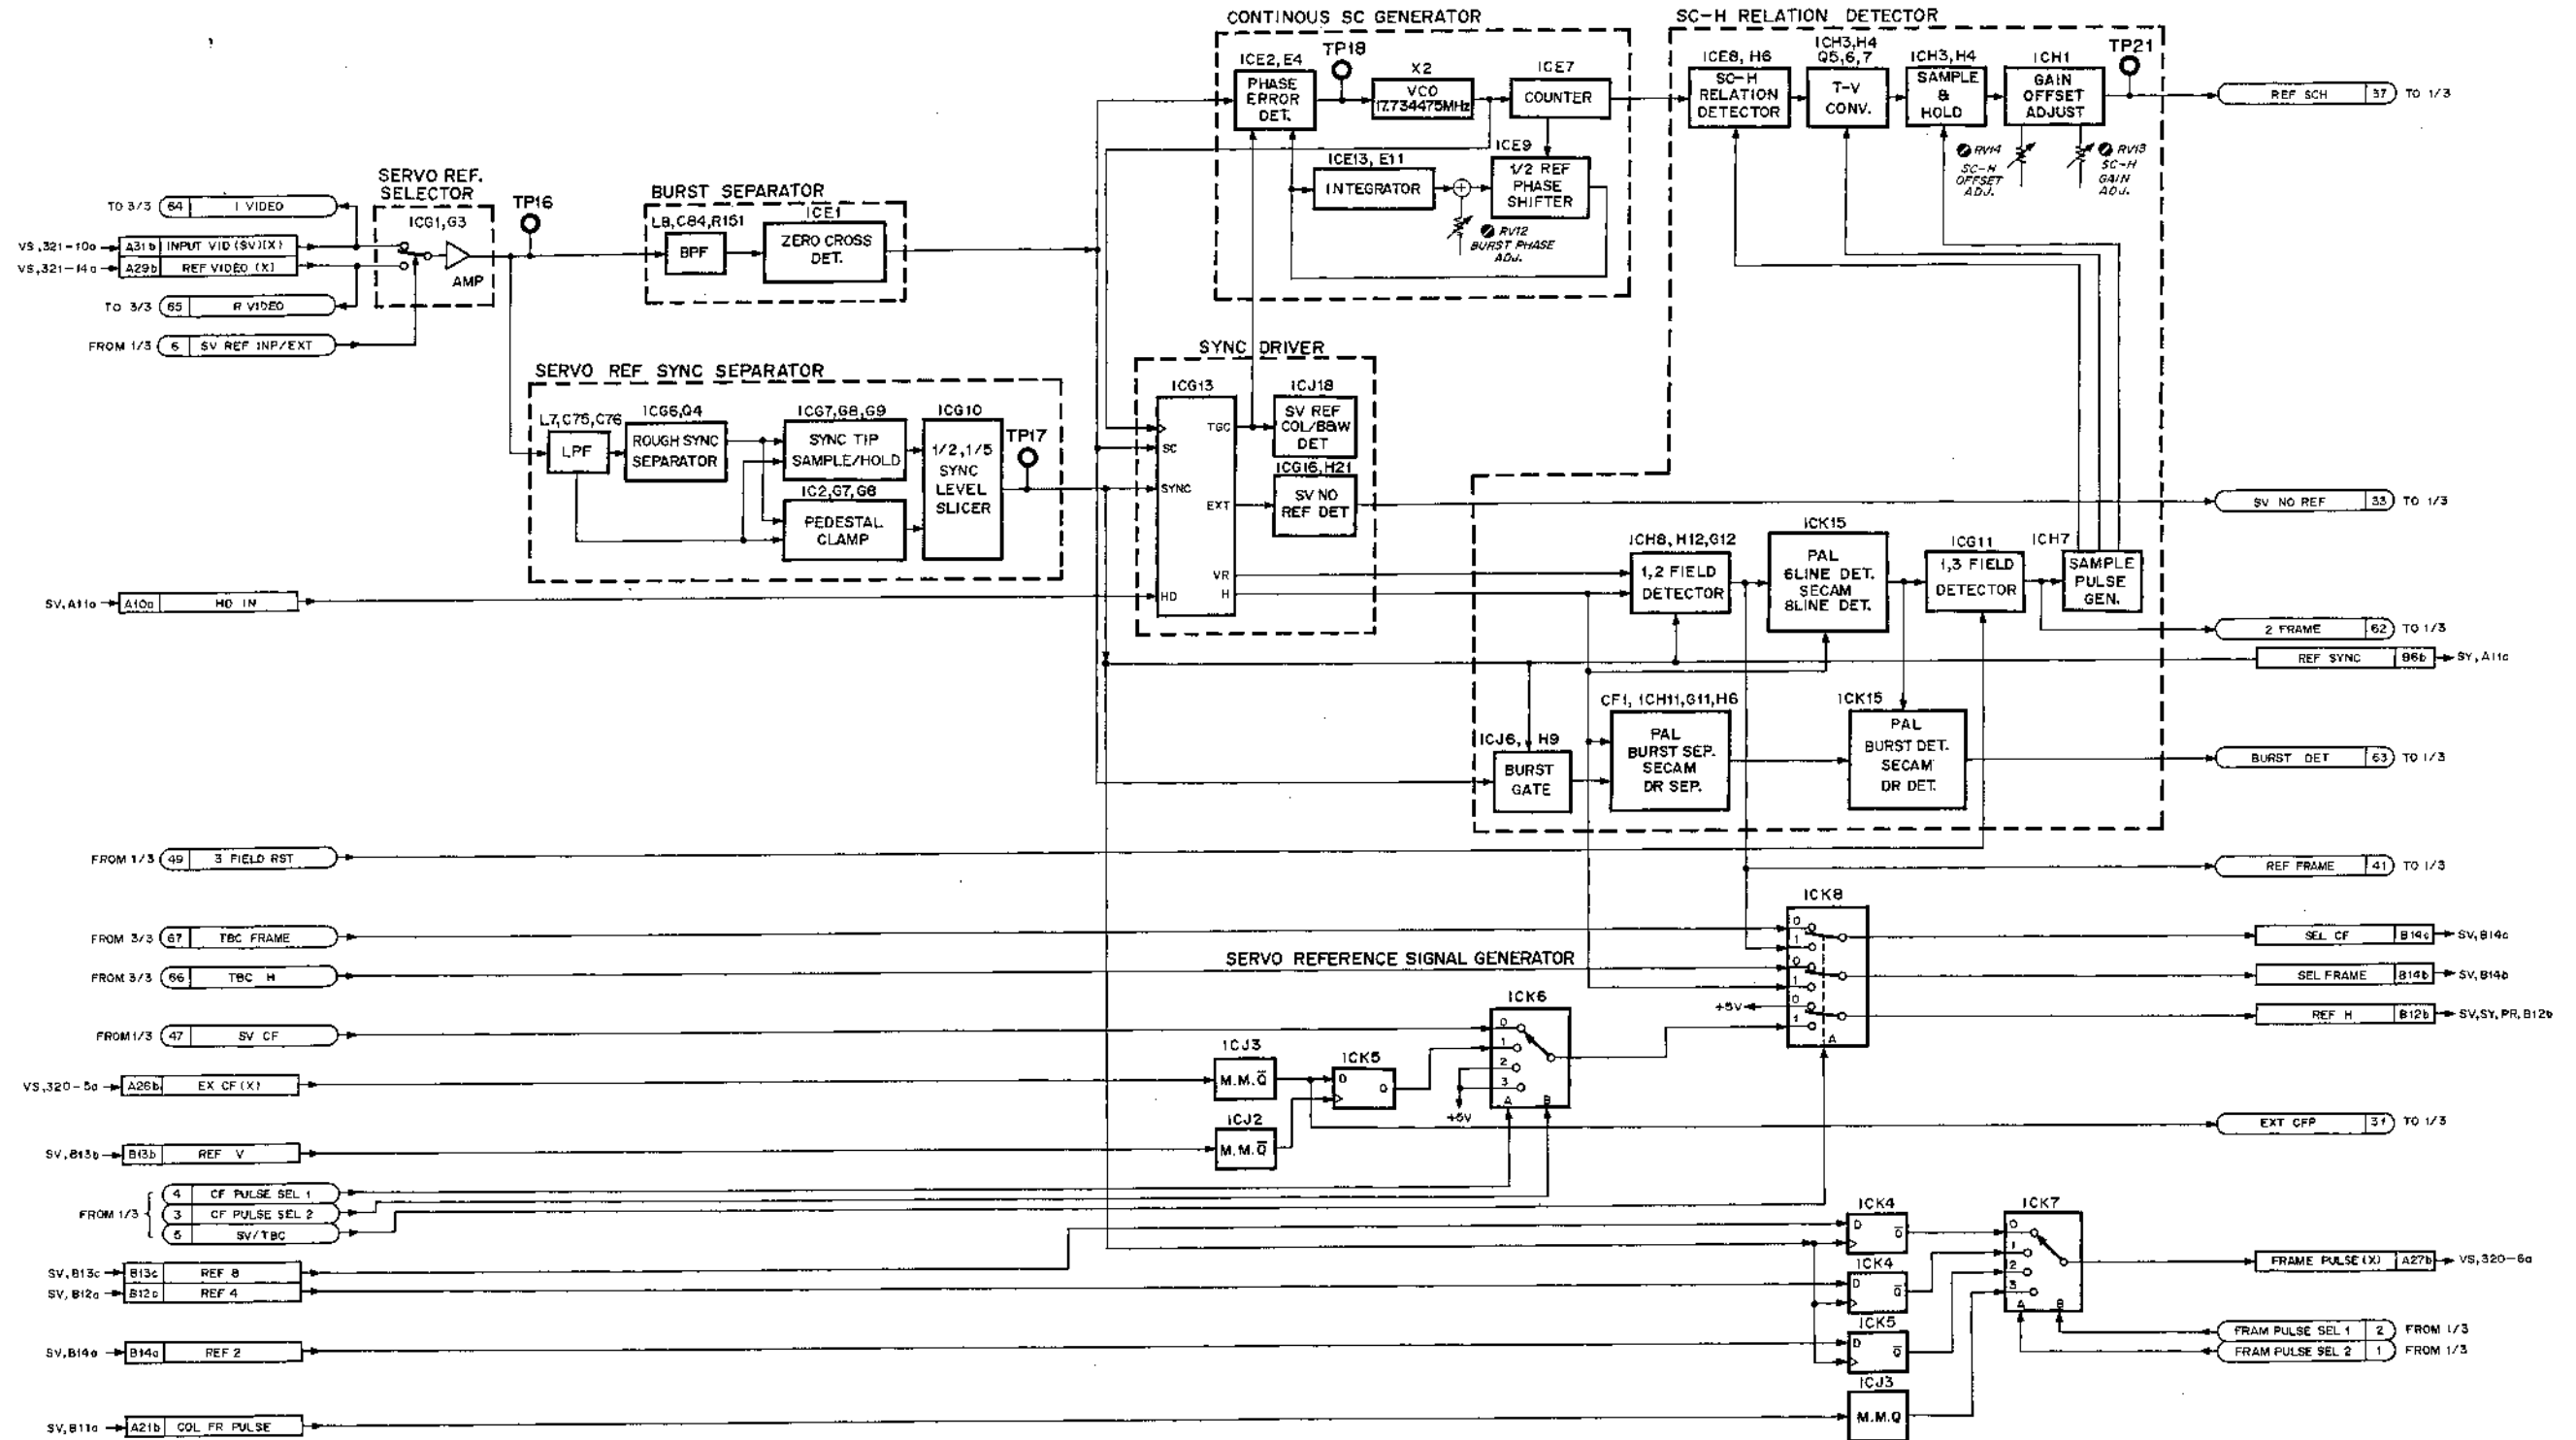 CONTINOUS SC GENERATOR
SC-H RELATION DETECTOR
ICE2, E4
PHASE
ERROR
DET.
TP18
X2
VCO
17.734475MHz
ICE7
COUNTER
ICE13, E11
INTEGRATOR
ICE9
1/2 REF
PHASE
SHIFTER
RV12
BURST PHASE
ADJ.
ICE8, H6
SC-H
RELATION
DETECTOR
ICH3,H4
Q5,6,7
T-V
CONV.
ICH3,H4
SAMPLE
&
HOLD
ICH1
GAIN
OFFSET
ADJUST
TP21
RV14
SC-H
OFFSET
ADJ.
RV13
SC-H
GAIN
ADJ.
REF SCH 37 TO 1/3
SERVO REF.
SELECTOR
ICG1,G3
AMP
TO 3/3 64 I VIDEO
VS,321-10a A31b INPUT VID (SV)(X)
VS,321-14a A29b REF VIDEO (X)
TO 3/3 65 R VIDEO
FROM 1/3 6 SV REF INP/EXT
TP16
BURST SEPARATOR
L8,C84,R151
BPF
ICE1
ZERO CROSS
DET.
SERVO REF SYNC SEPARATOR
L7,C75,C76
LPF
ICG6,Q4
ROUGH SYNC
SEPARATOR
ICG7,G8,G9
SYNC TIP
SAMPLE/HOLD
IC2,G7,G8
PEDESTAL
CLAMP
ICG10
1/2,1/5
SYNC
LEVEL
SLICER
TP17
SYNC DRIVER
ICG13
TGC
SC
SYNC
EXT
VR
H
HD
ICJ18
SV REF
COL/B&W
DET
ICG16,H21
SV NO
REF DET
SV NO REF 33 TO 1/3
ICH8, H12,G12
1,2 FIELD
DETECTOR
ICK15
PAL
6LINE DET.
SECAM
8LINE DET.
ICG11
1,3 FIELD
DETECTOR
ICH7
SAMPLE
PULSE
GEN.
SV,A11a A10a HD IN
2 FRAME 62 TO 1/3
REF SYNC B6b SY,A11c
ICJ6, H9
BURST
GATE
CF1, ICH11,G11,H6
PAL
BURST SEP.
SECAM
DR SEP.
ICK15
PAL
BURST DET.
SECAM
DR DET.
BURST DET 63 TO 1/3
FROM 1/3 49 3 FIELD RST
REF FRAME 41 TO 1/3
ICK8
0
1
0
1
0
1
A
+5V
FROM 3/3 67 TBC FRAME
SEL CF B14c SV,B14c
SERVO REFERENCE SIGNAL GENERATOR
FROM 3/3 66 TBC H
SEL FRAME B14b SV,B14b
REF H B12b SV,SY,PR,B12b
FROM 1/3 47 SV CF
ICK6
0
1
2
3
A B
+5V
VS,320-5a A26b EX CF(X)
ICJ3
M.M.Q̅
ICK5
D
Q
ICJ2
M.M.Q̅
EXT CFP 31 TO 1/3
SV,B13b B13b REF V
FROM 1/3
4 CF PULSE SEL 1
3 CF PULSE SEL 2
5 SV/TBC
SV,B13c B13c REF 8
SV,B12a B12a REF 4
ICK4
D
Q̅
ICK4
D
Q̅
ICK5
D
Q̅
ICK7
0
1
2
3
A B
FRAME PULSE(X) A27b VS,320-6a
FRAM PULSE SEL 1 2 FROM 1/3
FRAM PULSE SEL 2 1 FROM 1/3
SV,B14a B14a REF 2
ICJ3
M.M.Q
SV,B11a A21b COL FR PULSE